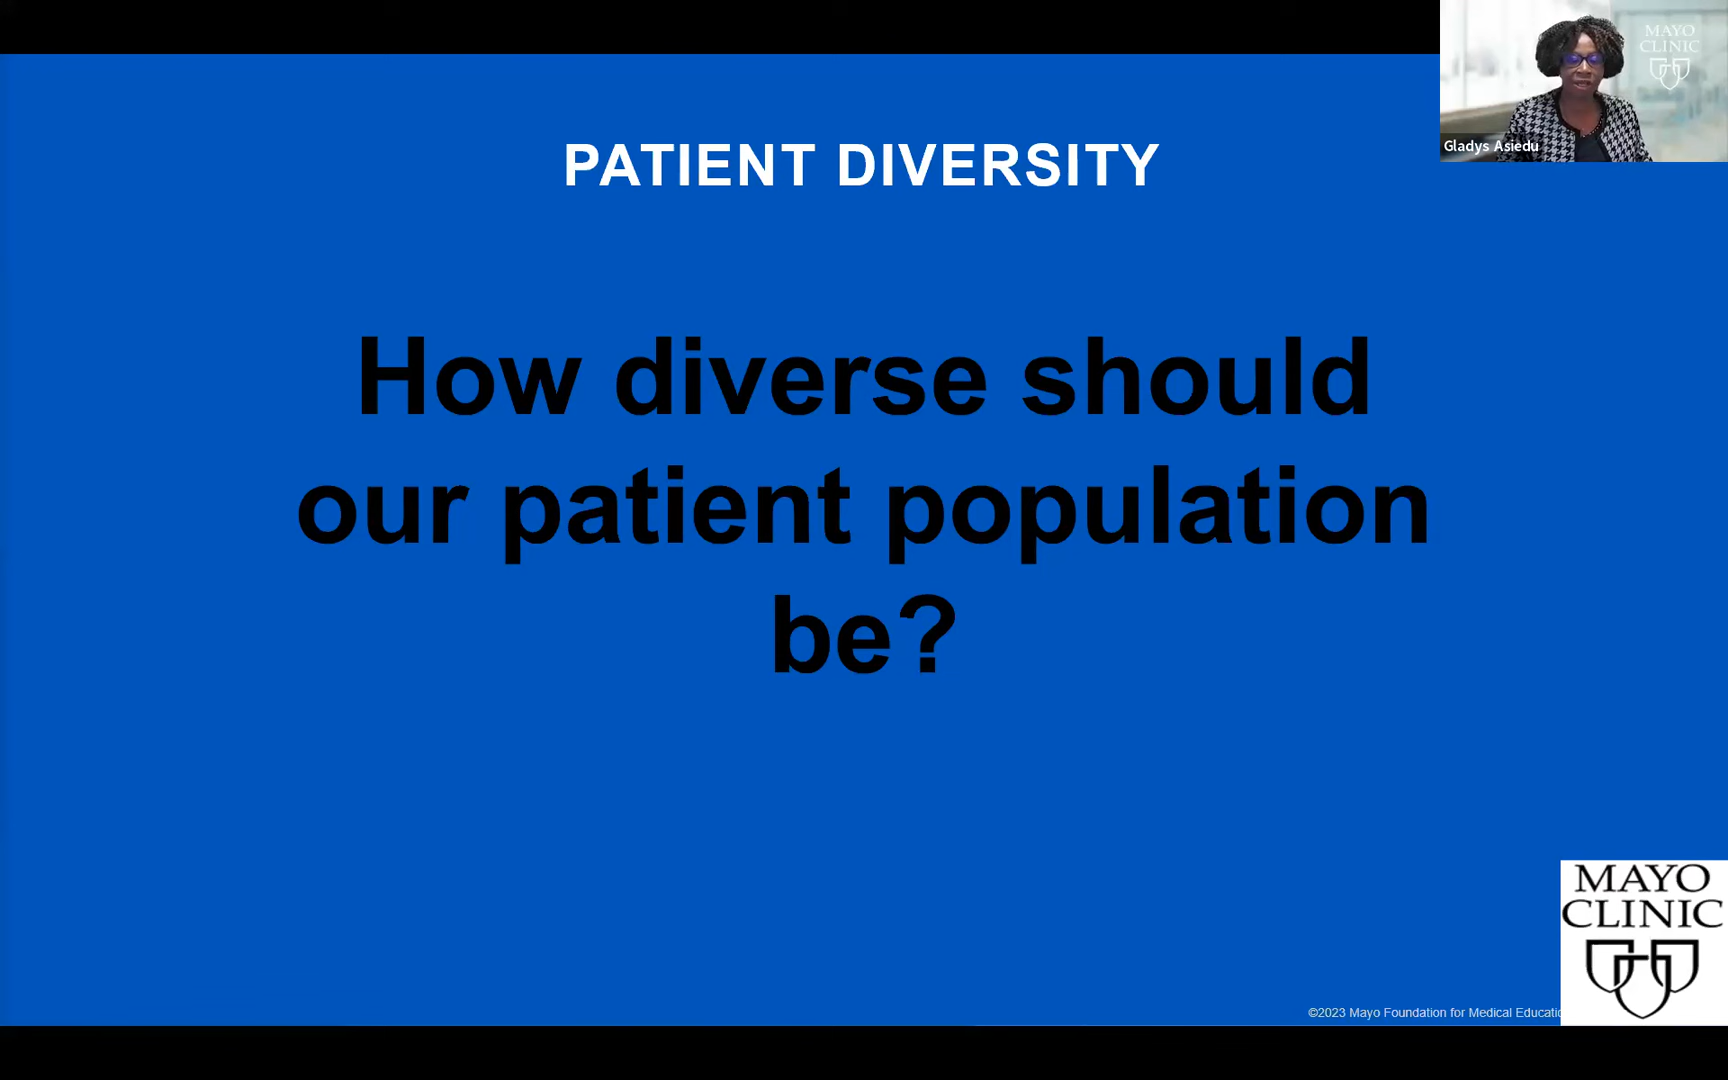 MAYO
CLINIC
Gladys Asiedu
PATIENT DIVERSITY
How diverse should
our patient population
be?
MAYO
CLINIC
©2023 Mayo Foundation for Medical